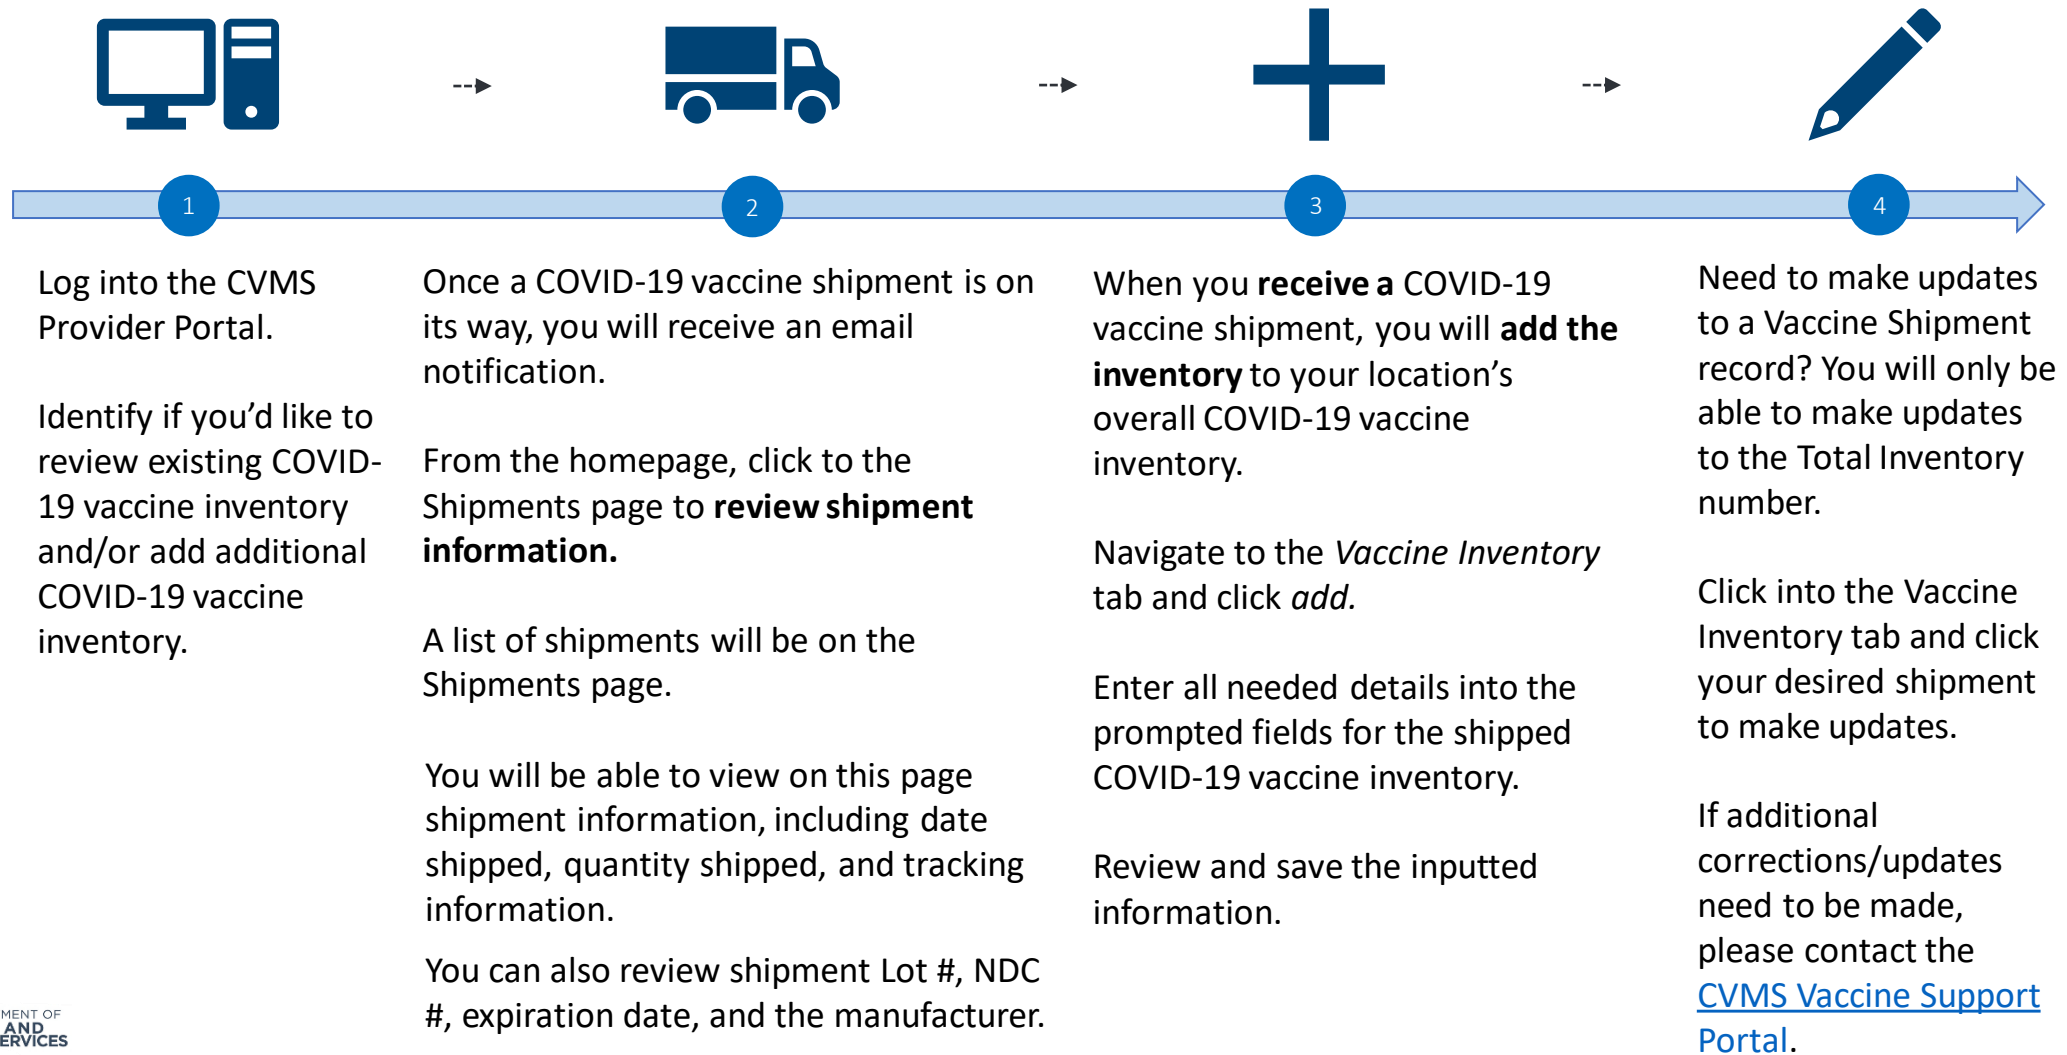 1
2
3
4
Log into the CVMS
Provider Portal.
Identify if you’d like to
review existing COVID-
19 vaccine inventory
and/or add additional
COVID-19 vaccine
inventory.
Once a COVID-19 vaccine shipment is on
its way, you will receive an email
notification.
From the homepage, click to the
Shipments page to review shipment
information.
A list of shipments will be on the
Shipments page.
You will be able to view on this page
shipment information, including date
shipped, quantity shipped, and tracking
information.
You can also review shipment Lot #, NDC
#, expiration date, and the manufacturer.
When you receive a COVID-19
vaccine shipment, you will add the
inventory to your location’s
overall COVID-19 vaccine
inventory.
Navigate to the Vaccine Inventory
tab and click add.
Enter all needed details into the
prompted fields for the shipped
COVID-19 vaccine inventory.
Review and save the inputted
information.
Need to make updates
to a Vaccine Shipment
record? You will only be
able to make updates
to the Total Inventory
number.
Click into the Vaccine
Inventory tab and click
your desired shipment
to make updates.
If additional
corrections/updates
need to be made,
please contact the
CVMS Vaccine Support
Portal.
MENT OF
AND
ERVICES